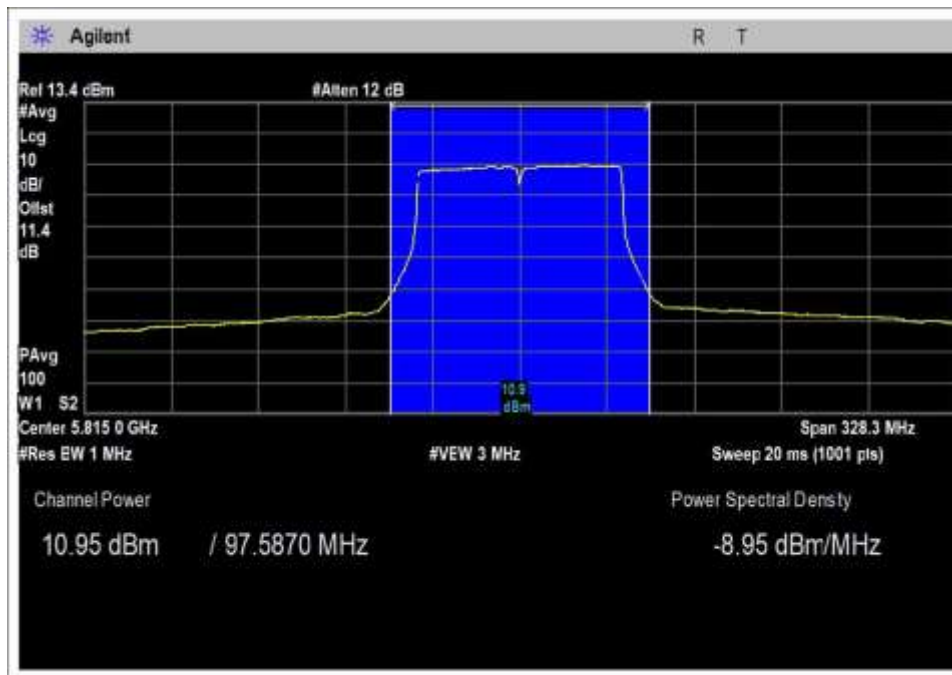 Agilent R T
Ref 13.4 dBm #Atten 12 dB
#Avg
Log
10
dB/
Offst
11.4
dB
10.9
dBm
PAvg
100
W1 S2
Center 5.815 0 GHz Span 328.3 MHz
#Res BW 1 MHz #VBW 3 MHz Sweep 20 ms (1001 pts)
Channel Power Power Spectral Density
10.95 dBm / 97.5870 MHz -8.95 dBm/MHz